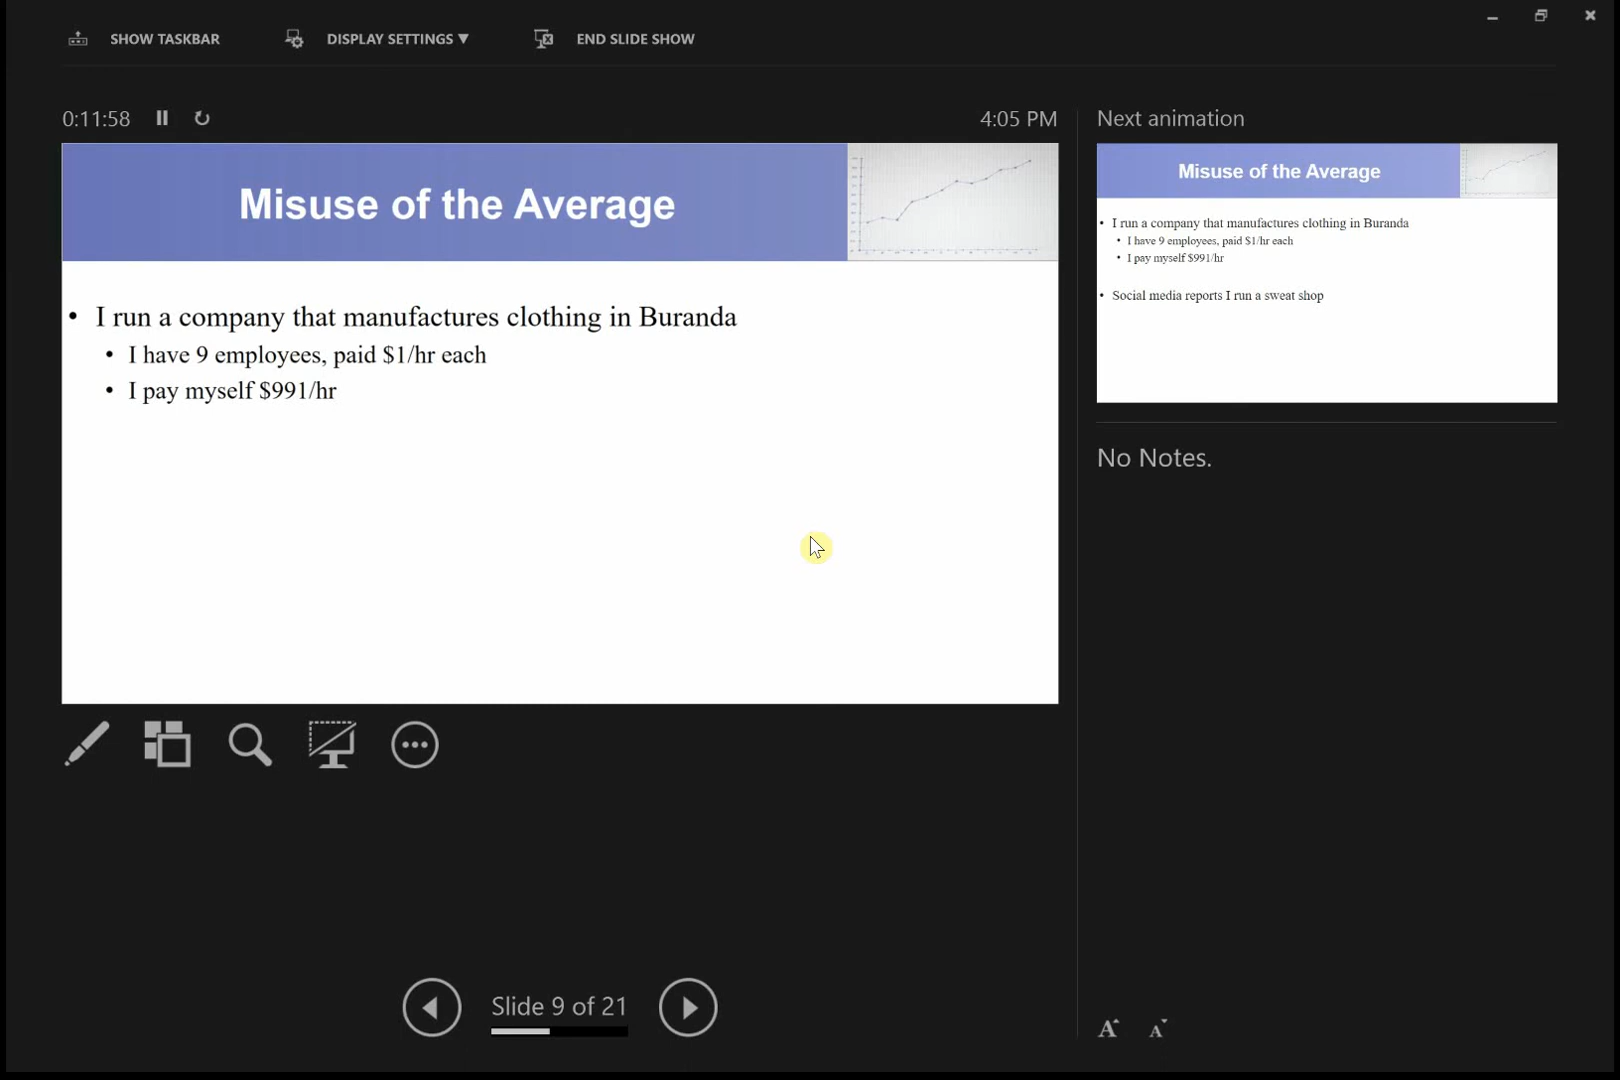 SHOW TASKBAR
DISPLAY SETTINGS ▼
END SLIDE SHOW
0:11:58
4:05 PM
Misuse of the Average
• I run a company that manufactures clothing in Buranda
• I have 9 employees, paid $1/hr each
• I pay myself $991/hr
Next animation
Misuse of the Average
• I run a company that manufactures clothing in Buranda
• I have 9 employees, paid $1/hr each
• I pay myself $991/hr
• Social media reports I run a sweat shop
No Notes.
Slide 9 of 21
A A